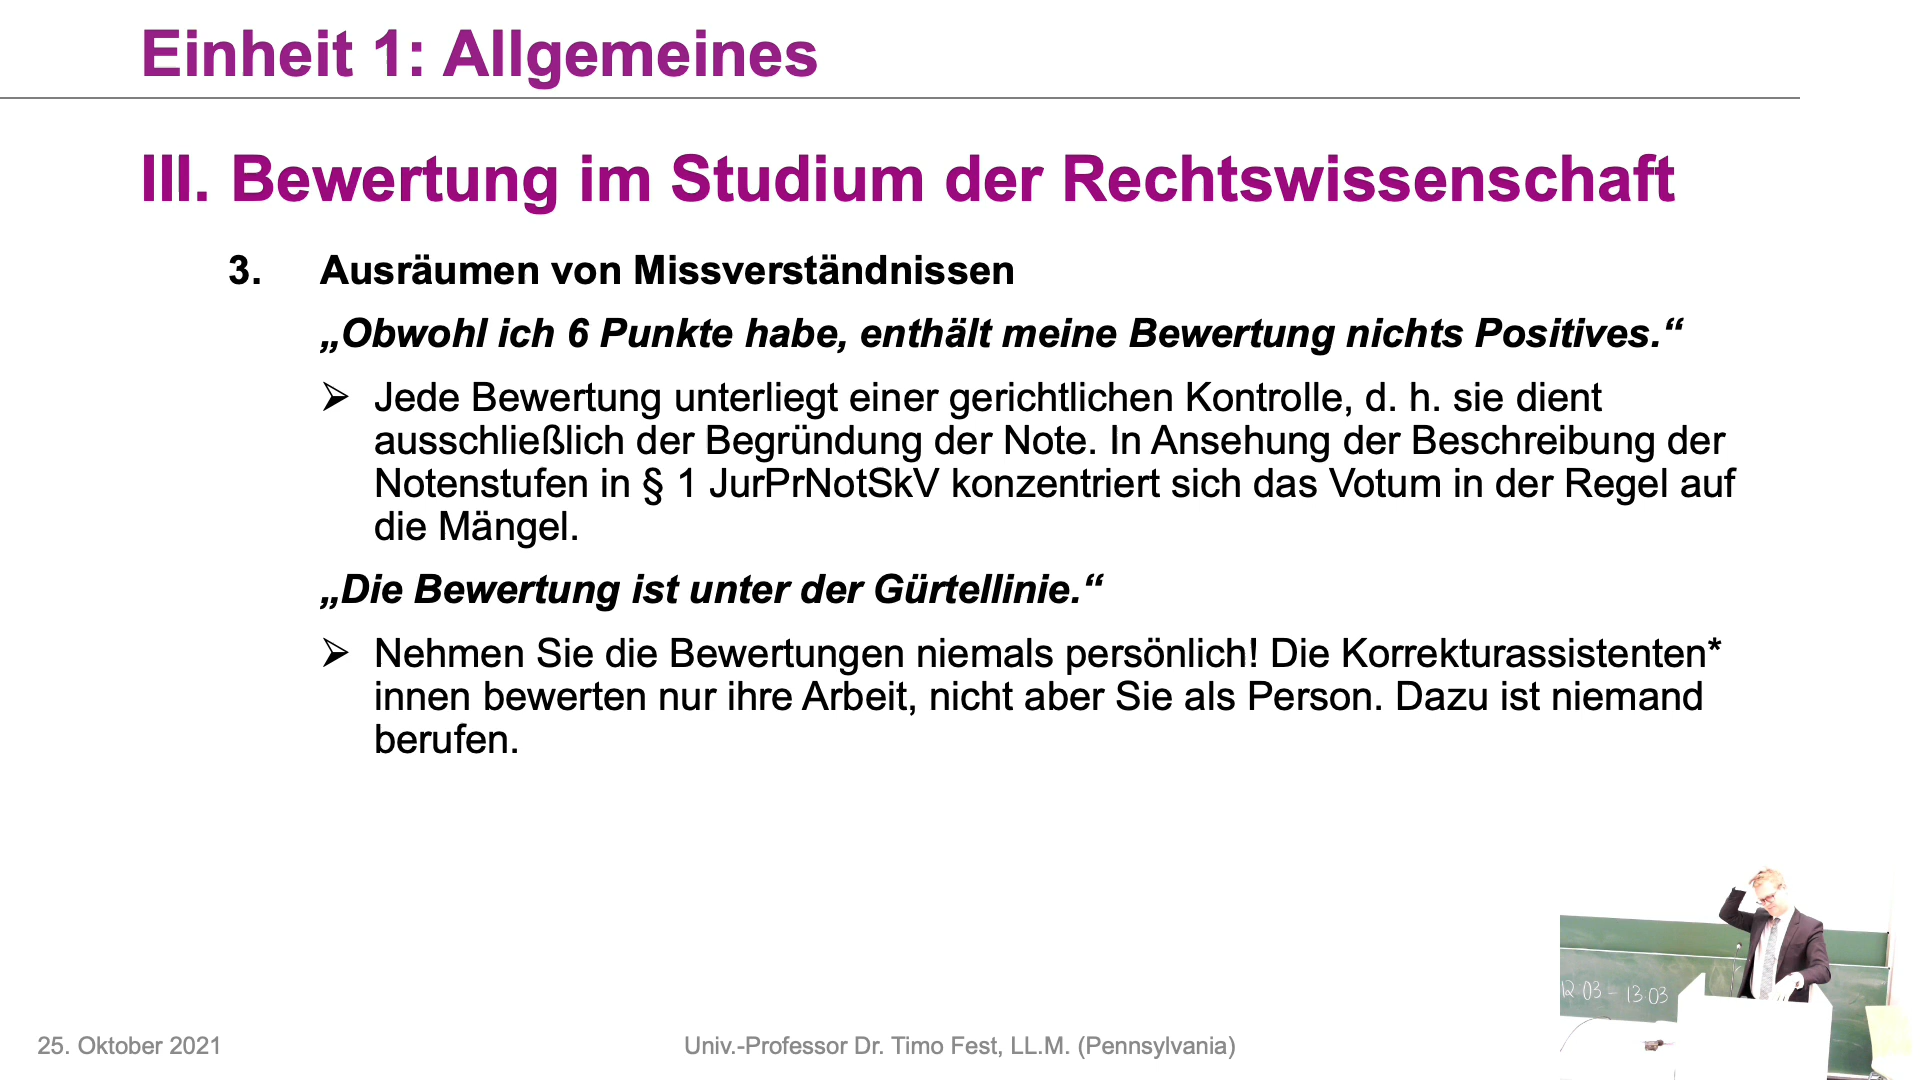 Einheit 1: Allgemeines
III. Bewertung im Studium der Rechtswissenschaft
3. Ausräumen von Missverständnissen
„Obwohl ich 6 Punkte habe, enthält meine Bewertung nichts Positives.“
➢ Jede Bewertung unterliegt einer gerichtlichen Kontrolle, d. h. sie dient
ausschließlich der Begründung der Note. In Ansehung der Beschreibung der
Notenstufen in § 1 JurPrNotSkV konzentriert sich das Votum in der Regel auf
die Mängel.
„Die Bewertung ist unter der Gürtellinie.“
➢ Nehmen Sie die Bewertungen niemals persönlich! Die Korrekturassistenten*
innen bewerten nur ihre Arbeit, nicht aber Sie als Person. Dazu ist niemand
berufen.
12:03 – 13:03
25. Oktober 2021
Univ.-Professor Dr. Timo Fest, LL.M. (Pennsylvania)